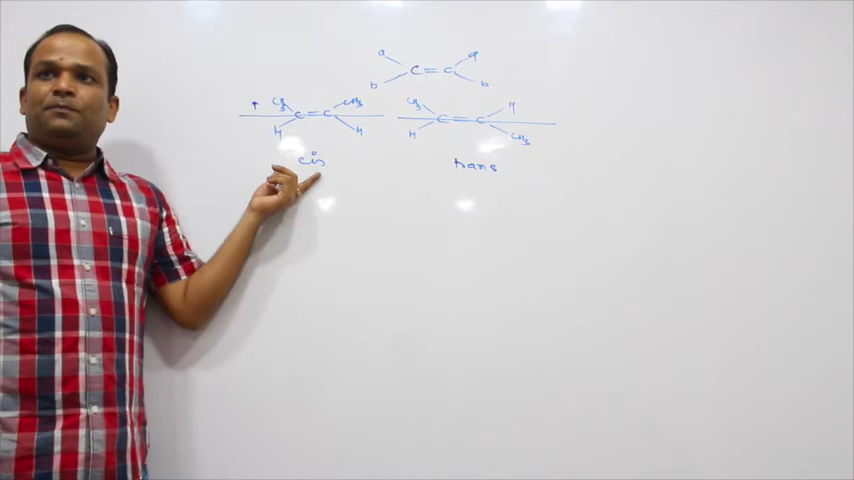 a a
C=C
b b
CH3 CH3
C=C
H H
cis
CH3 H
C=C
H CH3
trans